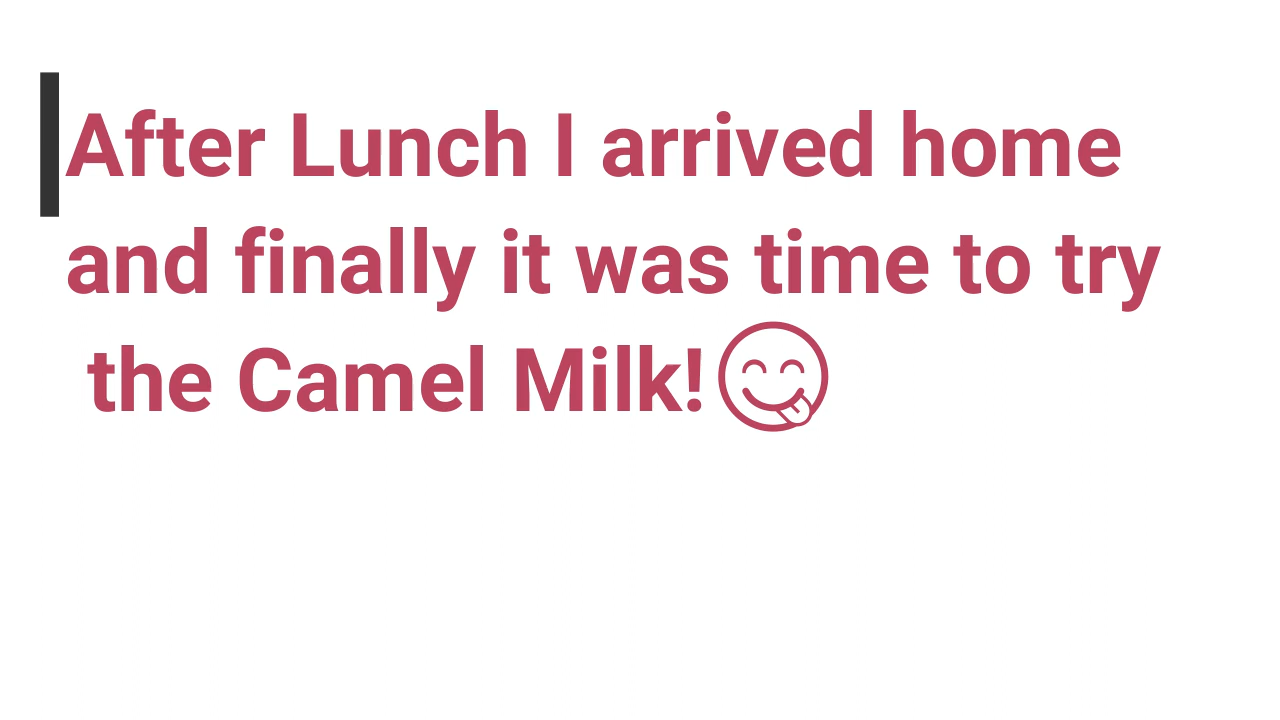 After Lunch I arrived home
and finally it was time to try
the Camel Milk!😋